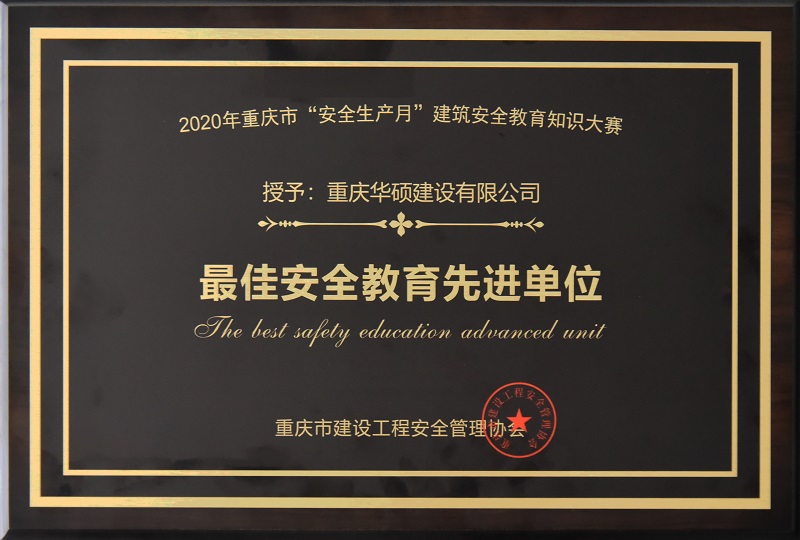 2020年重庆市“安全生产月”建筑安全教育知识大赛
授予：重庆华硕建设有限公司
最佳安全教育先进单位
The best safety education advanced unit
重庆市建设工程安全管理协会